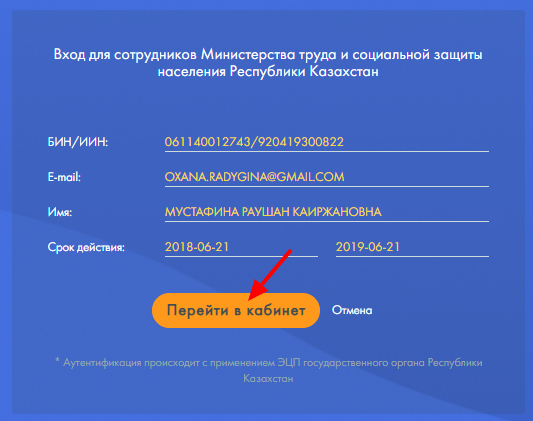 Вход для сотрудников Министерства труда и социальной защиты
населения Республики Казахстан
БИН/ИИН: 061140012743/920419300822
E-mail: OXANA.RADYGINA@GMAIL.COM
Имя: МУСТАФИНА РАУШАН КАИРЖАНОВНА
Срок действия: 2018-06-21 2019-06-21
Перейти в кабинет Отмена
* Аутентификация происходит с применением ЭЦП государственного органа Республики
Казахстан